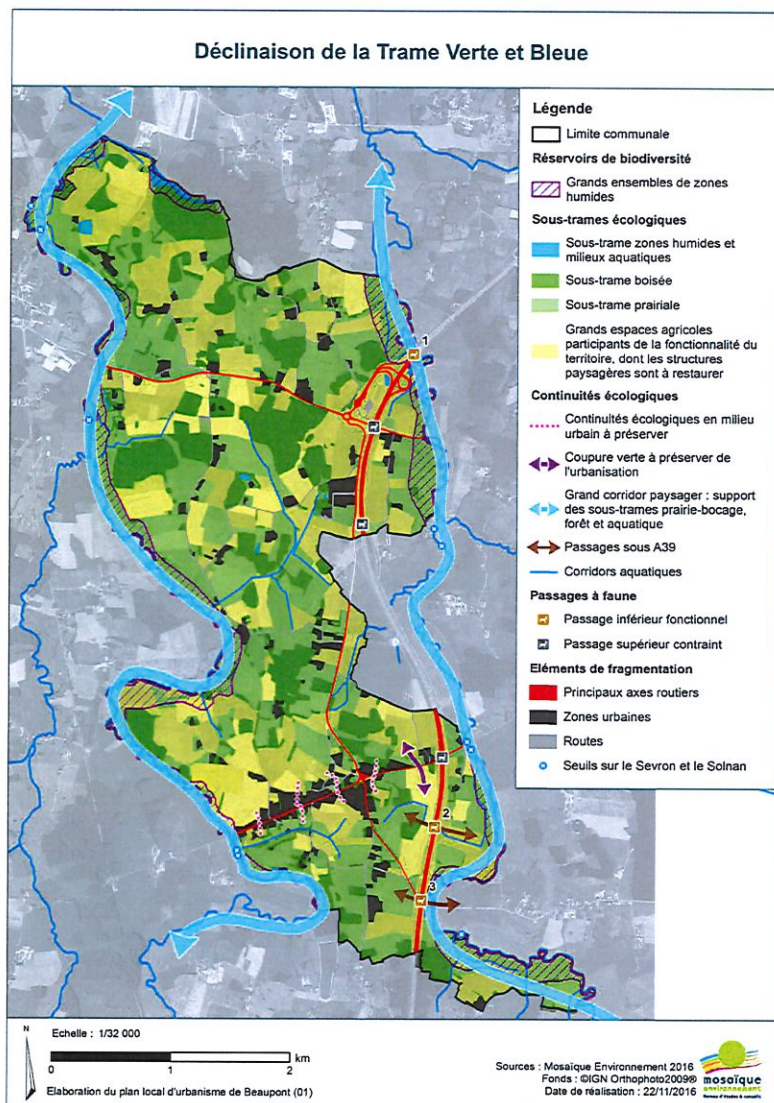 Déclinaison de la Trame Verte et Bleue
Légende
Limite communale
Réservoirs de biodiversité
Grands ensembles de zones
humides
Sous-trames écologiques
Sous-trame zones humides et
milieux aquatiques
Sous-trame boisée
Sous-trame prairiale
Grands espaces agricoles
participants de la fonctionnalité du
territoire, dont les structures
paysagères sont à restaurer
Continuités écologiques
Continuités écologiques en milieu
urbain à préserver
Coupure verte à préserver de
l'urbanisation
Grand corridor paysager : support
des sous-trames prairie-bocage,
forêt et aquatique
Passages sous A39
Corridors aquatiques
Passages à faune
Passage inférieur fonctionnel
Passage supérieur contraint
Eléments de fragmentation
Principaux axes routiers
Zones urbaines
Routes
Seuils sur le Sevron et le Solnan
1
2
3
N
Echelle : 1/32 000
km
0 1 2
Elaboration du plan local d'urbanisme de Beaupont (01)
Sources : Mosaïque Environnement 2016
Fonds : ©IGN Orthophoto2009®
Date de réalisation : 22/11/2016
mosaïque
environnement
Bureau d'études & conseils